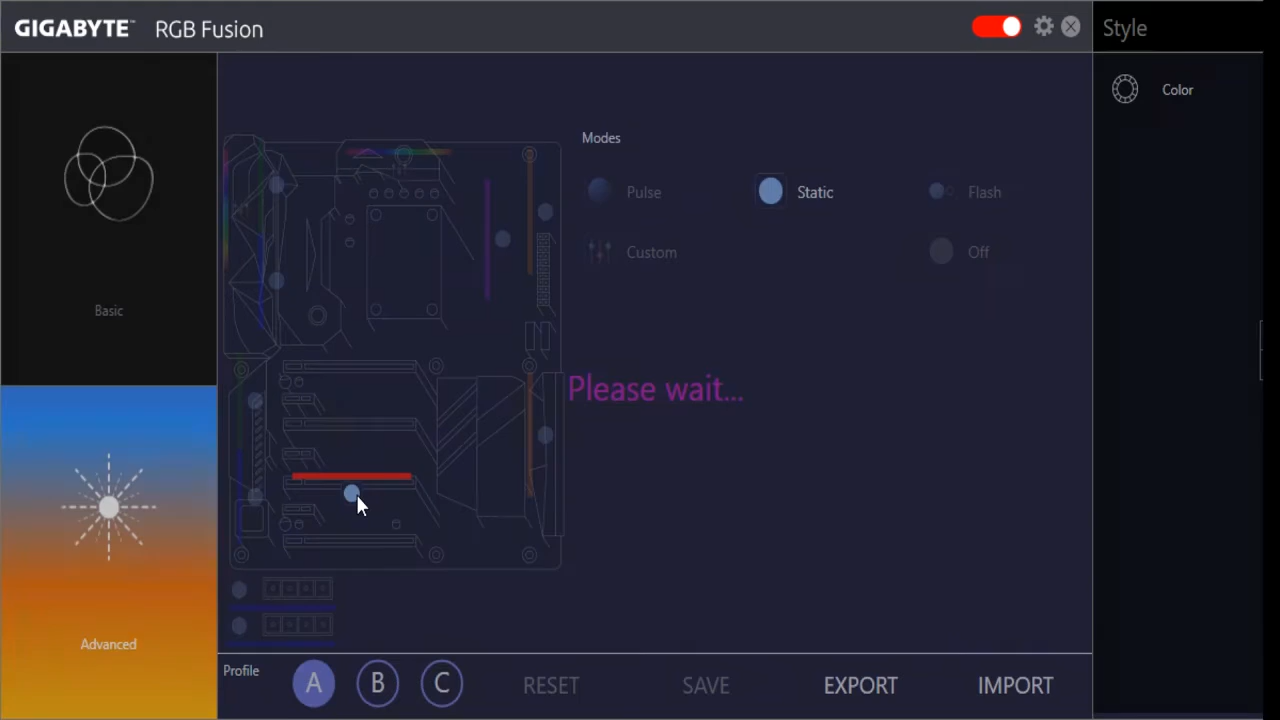 GIGABYTE™ RGB Fusion
Style
Color
Basic
Advanced
Modes
Pulse Static Flash
Custom Off
Please wait...
Profile A B C RESET SAVE EXPORT IMPORT